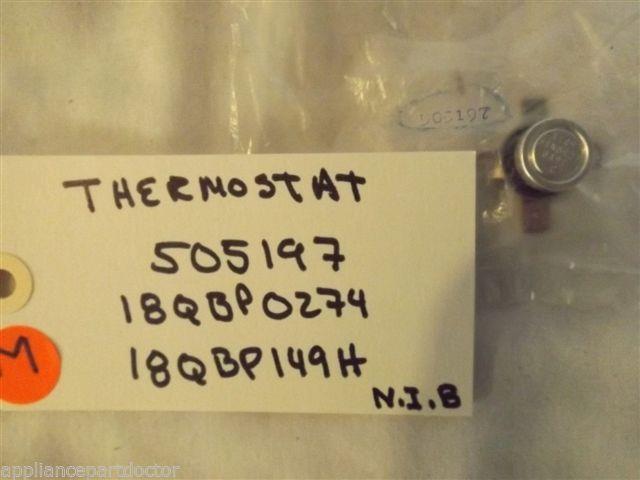 505197
THERMOSTAT
505197
18QBP0274
18QBP149H
N.I.B
M
appliancepartdoctor